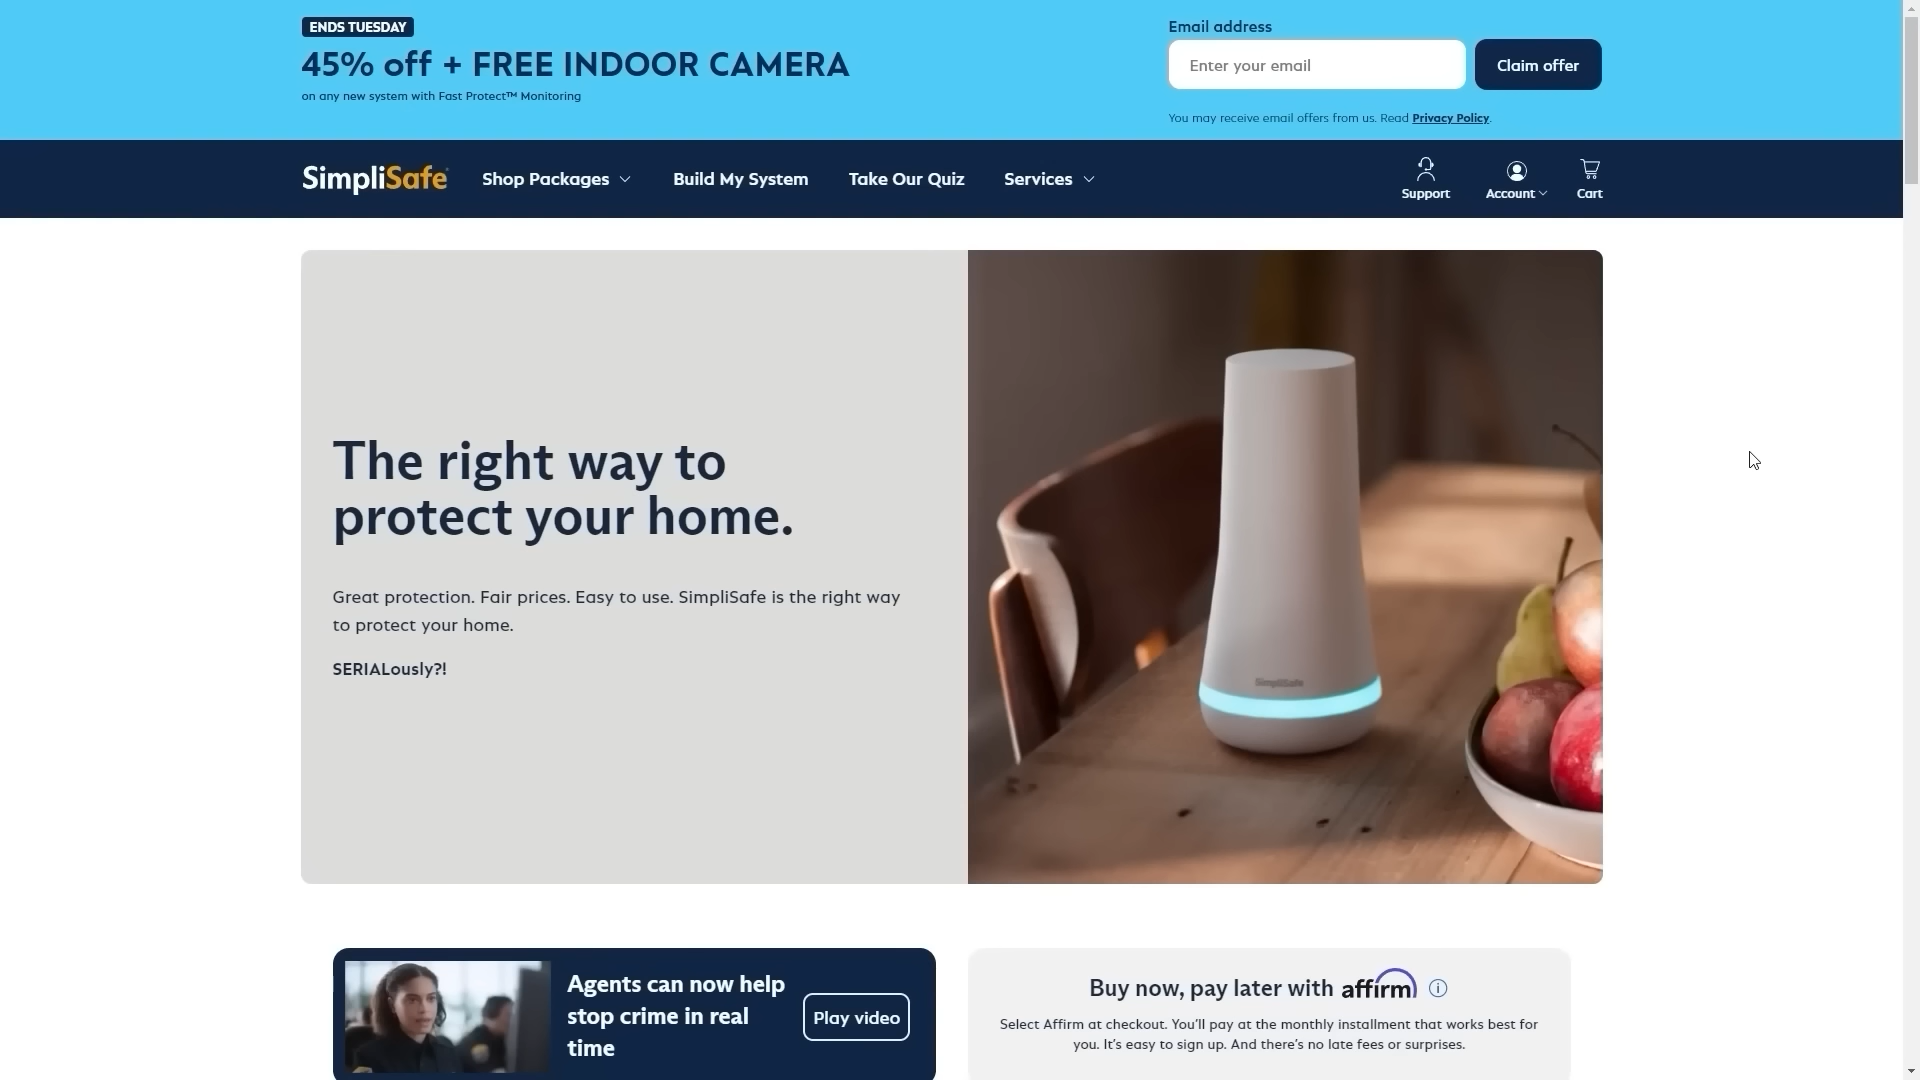 ENDS TUESDAY
45% off + FREE INDOOR CAMERA
on any new system with Fast Protect™ Monitoring
Email address
Enter your email
Claim offer
You may receive email offers from us. Read Privacy Policy.
SimpliSafe
Shop Packages
Build My System
Take Our Quiz
Services
Support
Account
Cart
The right way to
protect your home.
Great protection. Fair prices. Easy to use. SimpliSafe is the right way
to protect your home.
SERIALously?!
SimpliSafe
Agents can now help
stop crime in real
time
Play video
Buy now, pay later with affirm
Select Affirm at checkout. You'll pay at the monthly installment that works best for
you. It's easy to sign up. And there's no late fees or surprises.